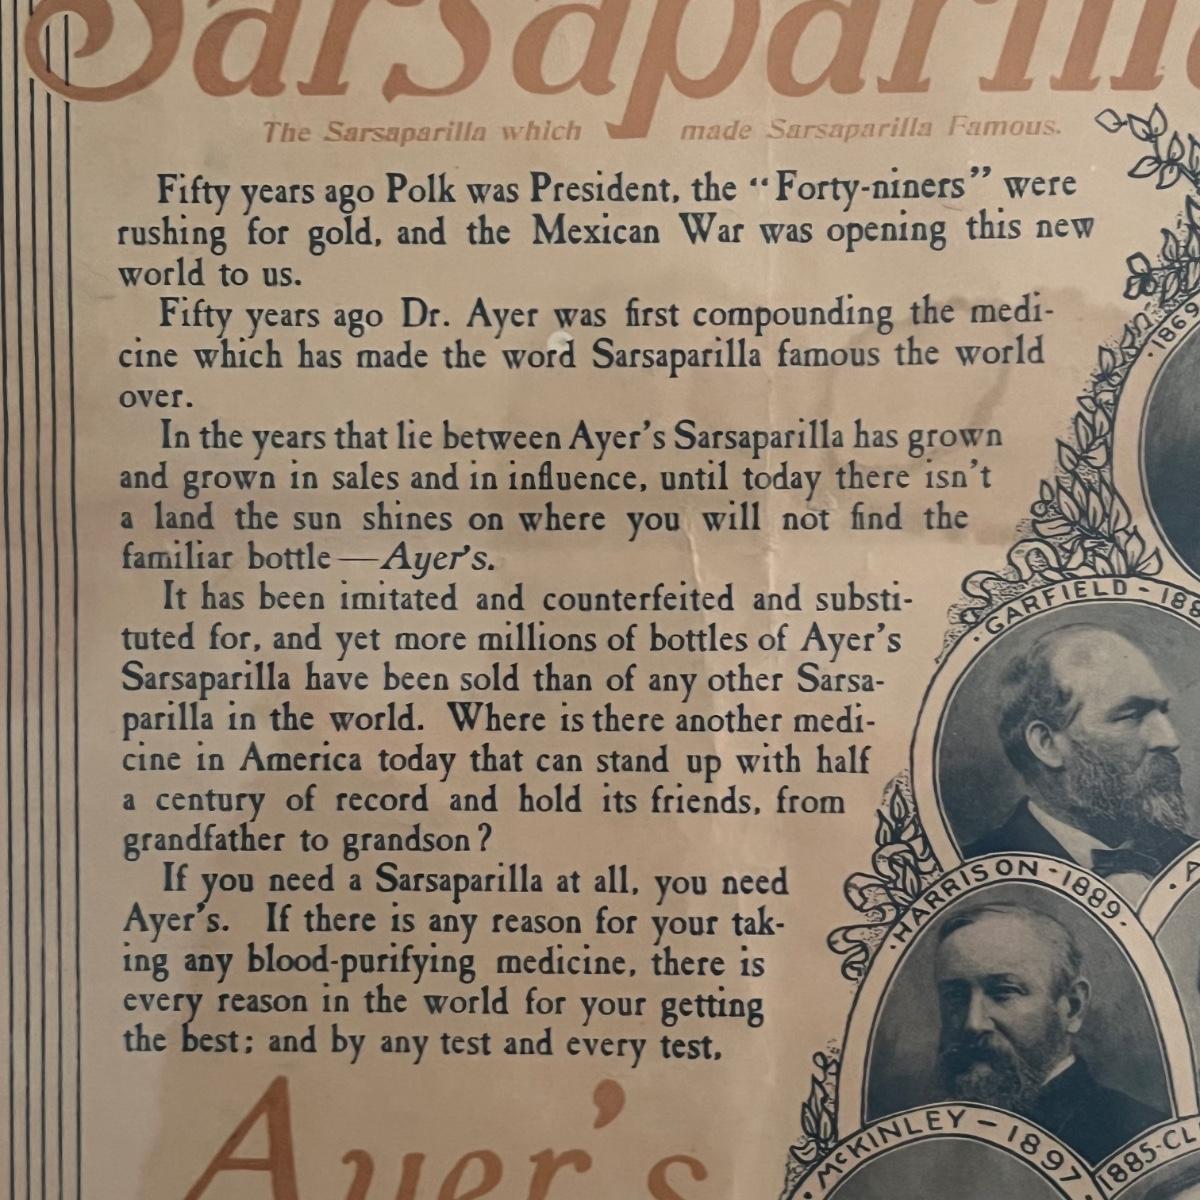 Sarsaparilla
The Sarsaparilla which made Sarsaparilla Famous.
Fifty years ago Polk was President, the “Forty-niners” were
rushing for gold, and the Mexican War was opening this new
world to us.
Fifty years ago Dr. Ayer was first compounding the medi-
cine which has made the word Sarsaparilla famous the world
over.
In the years that lie between Ayer's Sarsaparilla has grown
and grown in sales and in influence, until today there isn't
a land the sun shines on where you will not find the
familiar bottle—Ayer's.
It has been imitated and counterfeited and substi-
tuted for, and yet more millions of bottles of Ayer's
Sarsaparilla have been sold than of any other Sarsa-
parilla in the world. Where is there another medi-
cine in America today that can stand up with half
a century of record and hold its friends, from
grandfather to grandson?
If you need a Sarsaparilla at all, you need
Ayer's. If there is any reason for your tak-
ing any blood-purifying medicine, there is
every reason in the world for your getting
the best; and by any test and every test,
Ayer's
·1869
·GARFIELD-188
·HARRISON-1889·
·A
·McKINLEY-1897
1885·CL